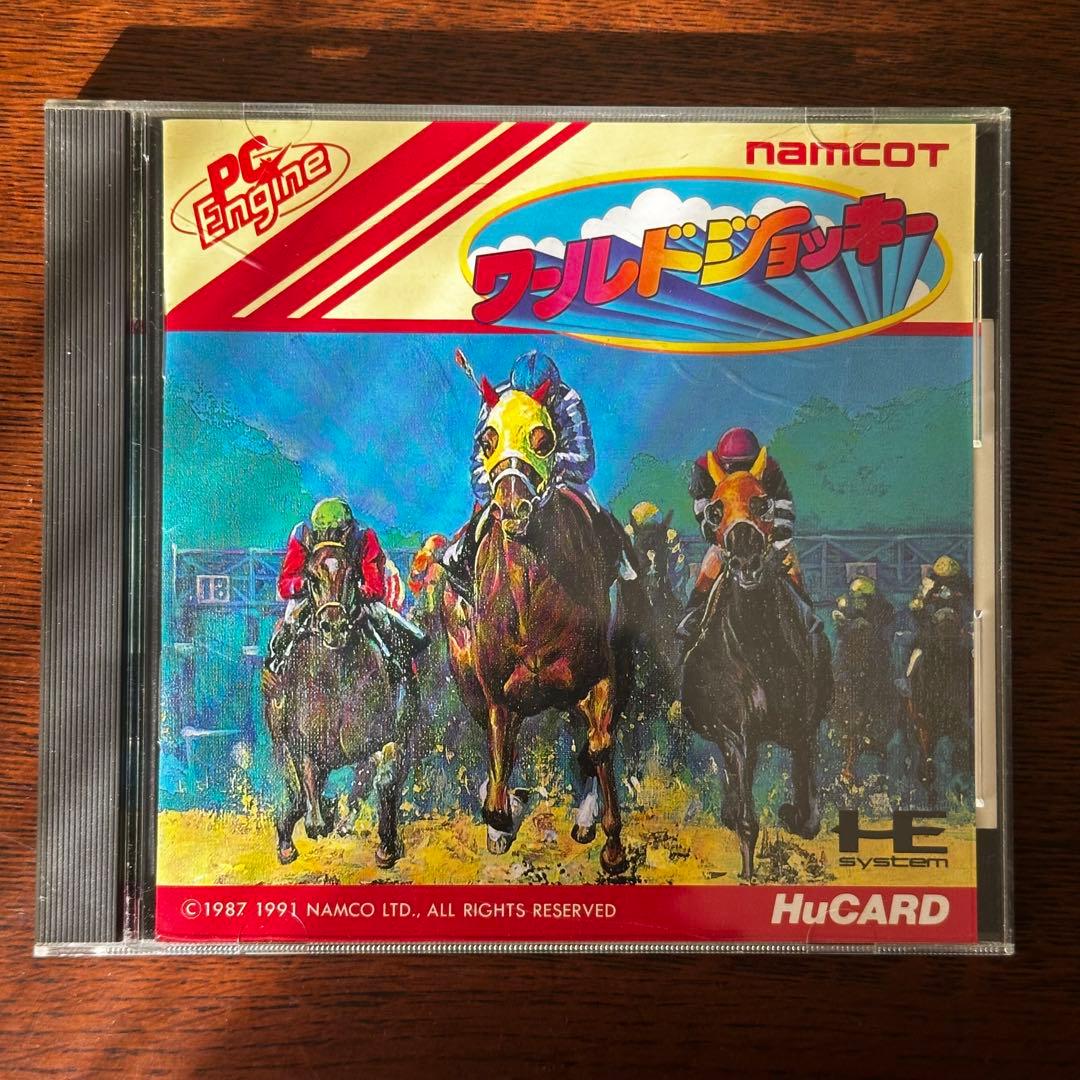 PC Engine
namcoT
ワールドジョッキー
18
HE
system
©1987 1991 NAMCO LTD., ALL RIGHTS RESERVED
HuCARD